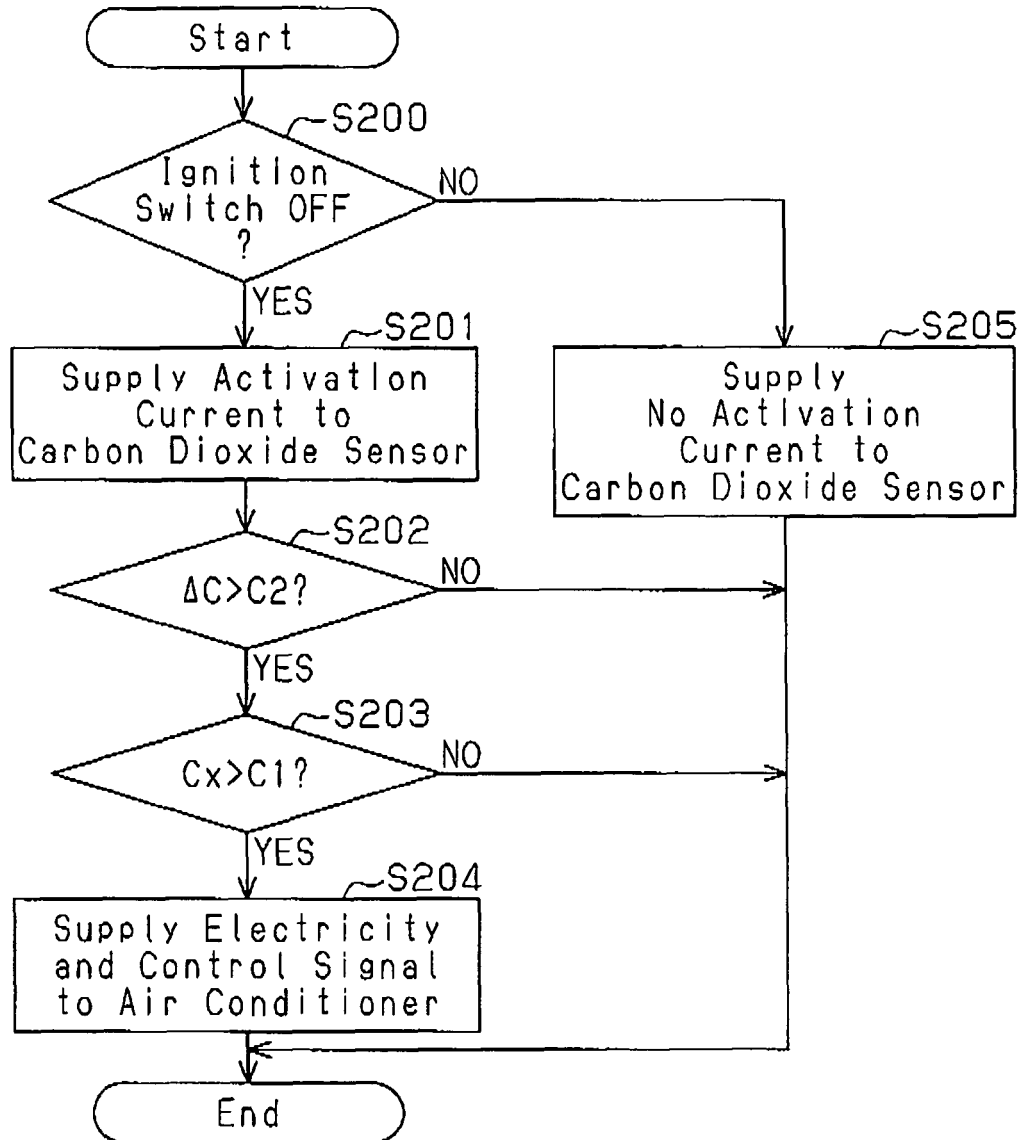 Start
S200
Ignition
Switch OFF
?
NO
YES
S201
Supply Activation
Current to
Carbon Dioxide Sensor
S205
Supply
No Activation
Current to
Carbon Dioxide Sensor
S202
ΔC>C2?
NO
YES
S203
Cx>C1?
NO
YES
S204
Supply Electricity
and Control Signal
to Air Conditioner
End